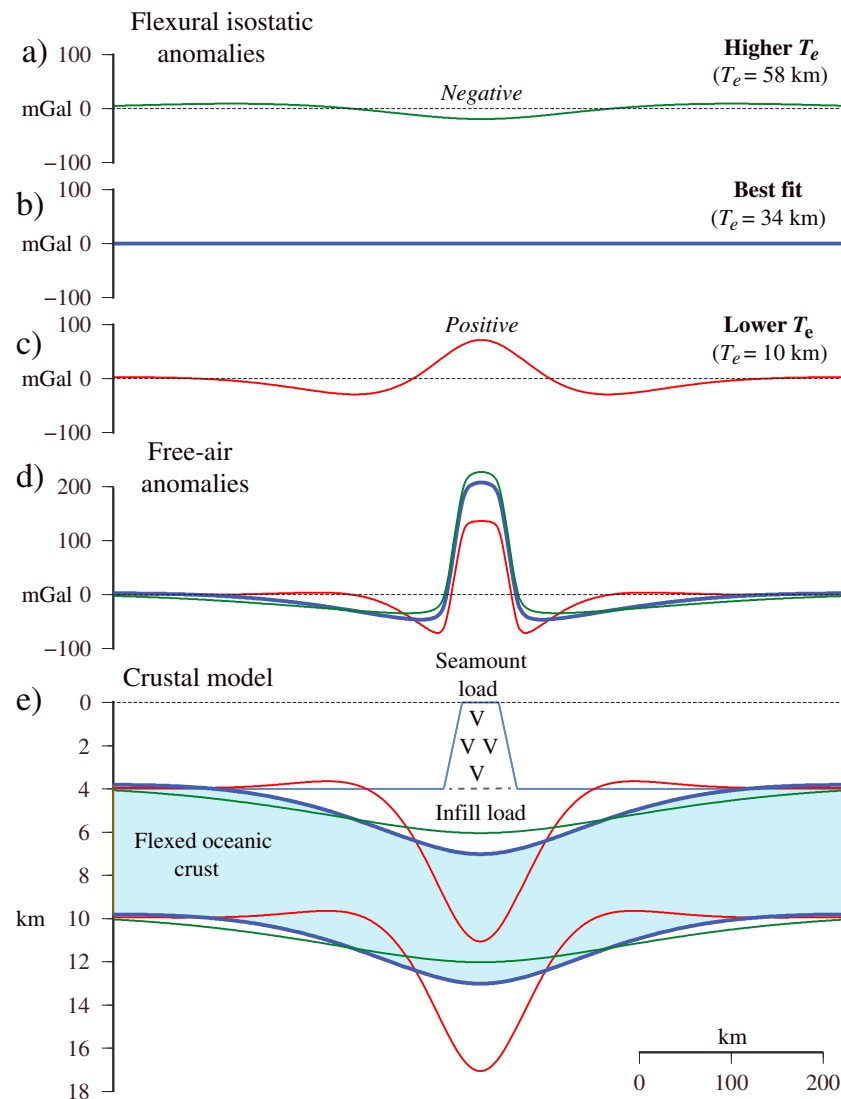 Flexural isostatic
anomalies
a)
100
mGal 0
−100
Negative
Higher Te
(Te = 58 km)
b)
100
mGal 0
−100
Best fit
(Te = 34 km)
c)
100
mGal 0
−100
Positive
Lower Te
(Te = 10 km)
Free-air
anomalies
d)
200
100
mGal 0
−100
Crustal model
e)
Seamount
load
V
V V V
V
Infill load
Flexed oceanic
crust
0
2
4
6
8
km
10
12
14
16
18
km
0 100 200